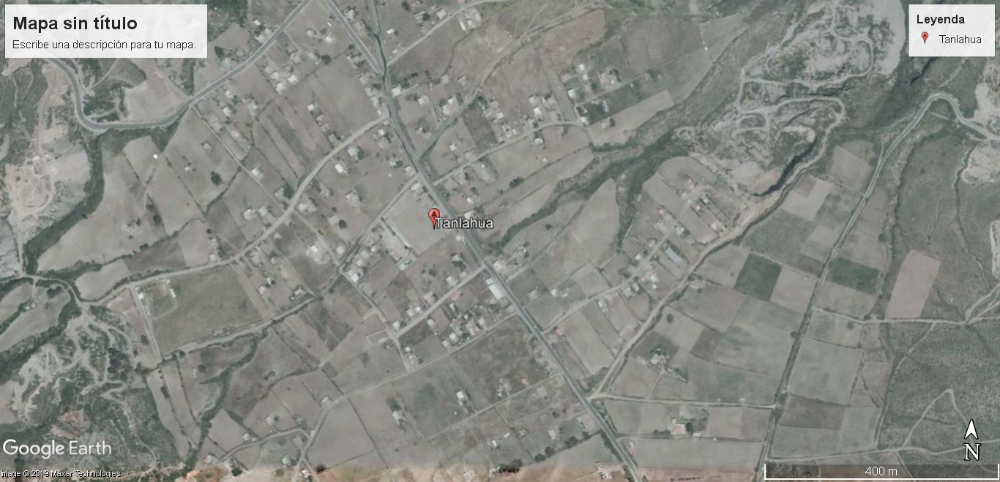 Mapa sin título
Escribe una descripción para tu mapa.
Leyenda
A Tanlahua
A Tanlahua
Google Earth
Image © 2019 Maxar Technologies
N
400 m